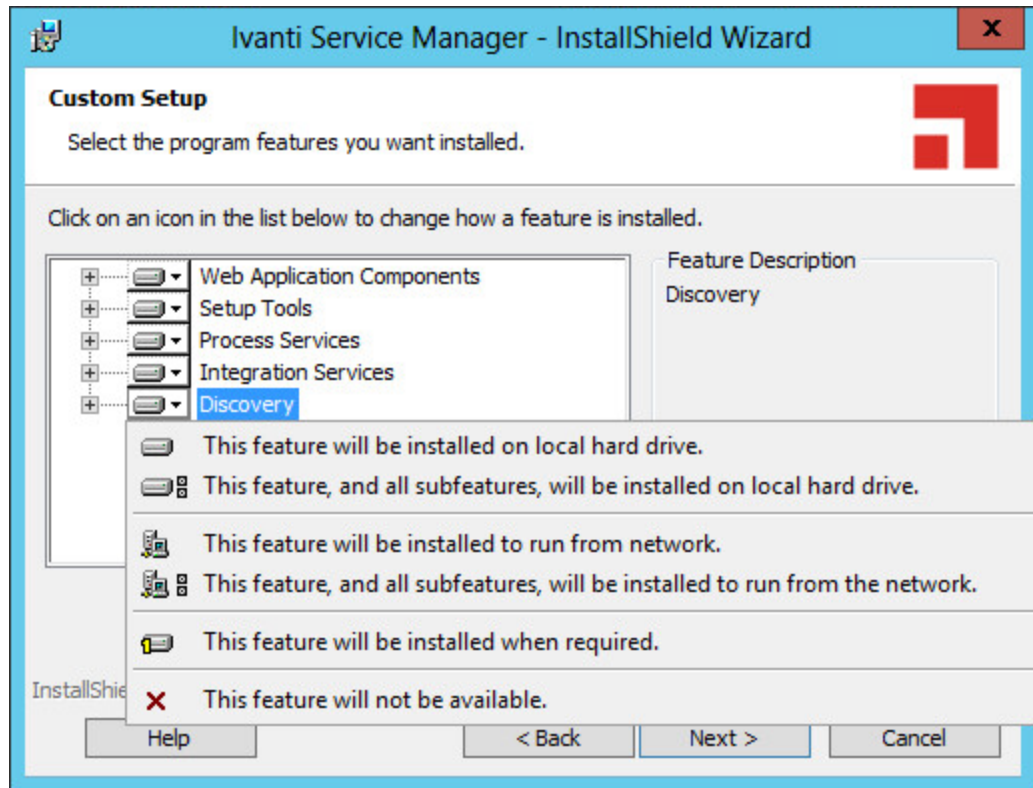 Ivanti Service Manager - InstallShield Wizard
x
Custom Setup
Select the program features you want installed.
Click on an icon in the list below to change how a feature is installed.
Web Application Components
Setup Tools
Process Services
Integration Services
Discovery
Feature Description
Discovery
This feature will be installed on local hard drive.
This feature, and all subfeatures, will be installed on local hard drive.
This feature will be installed to run from network.
This feature, and all subfeatures, will be installed to run from the network.
This feature will be installed when required.
This feature will not be available.
InstallShie
Help
< Back
Next >
Cancel